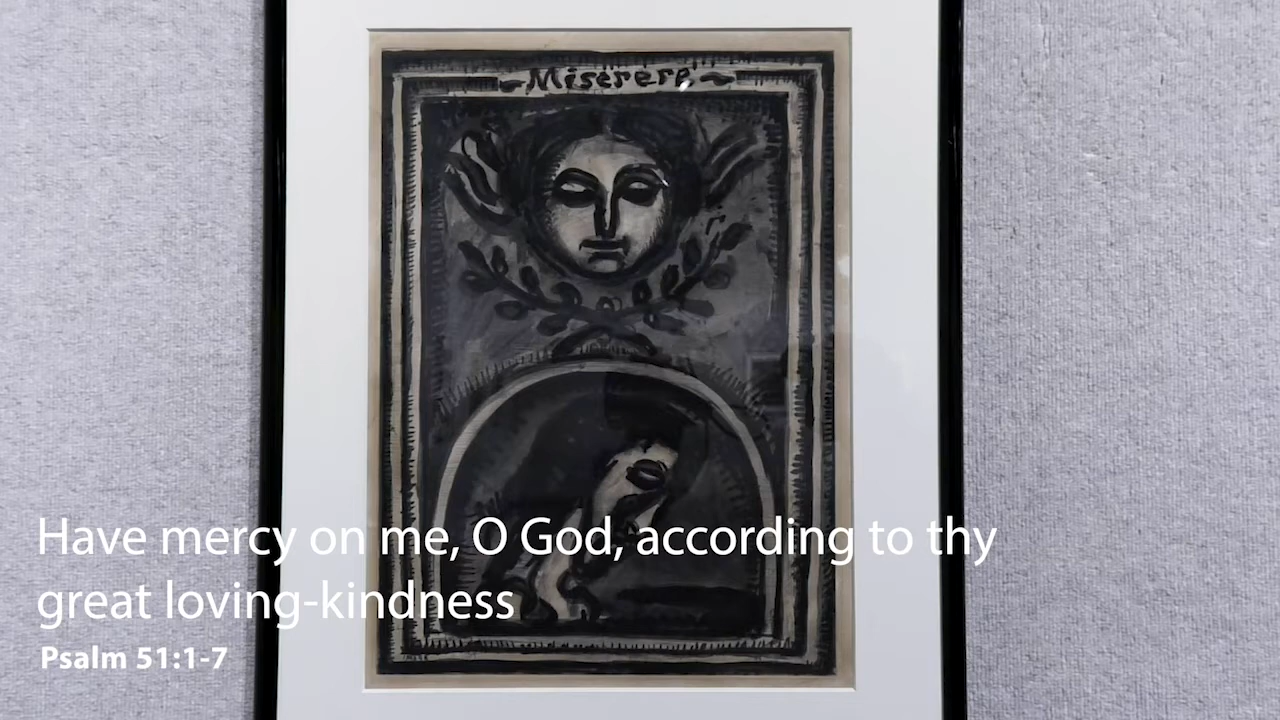 ~Miserere~
Have mercy on me, O God, according to thy
great loving-kindness
Psalm 51:1-7